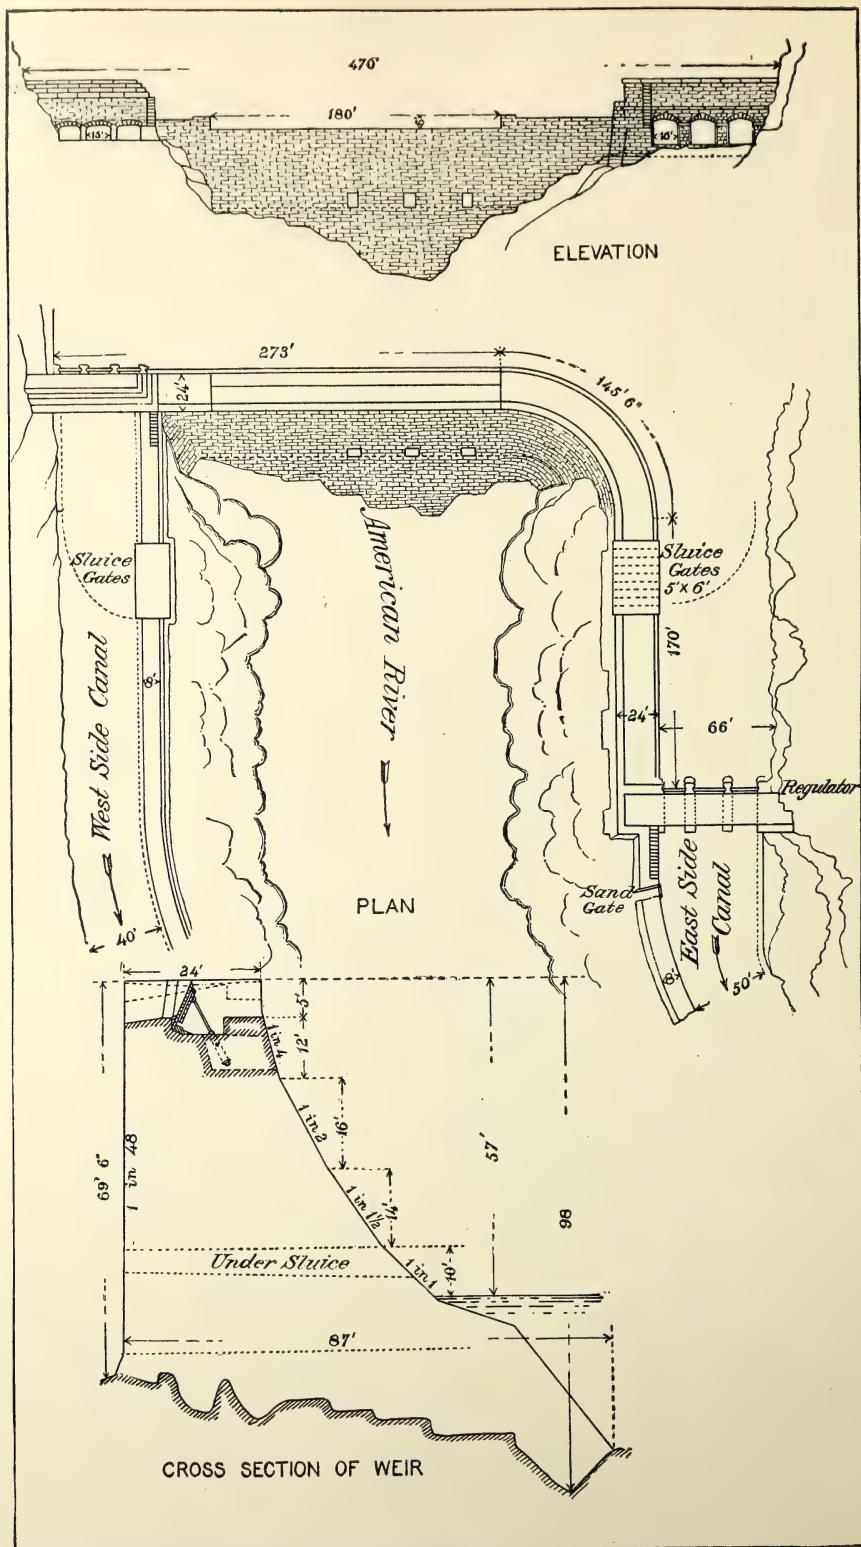 470'
180'
6'
15'
16'
ELEVATION
273'
24'
145' 6"
American River
Sluice
Gates
Sluice
Gates
5' x 6'
170'
8'
24'
66'
West Side Canal
Regulator
PLAN
Sand
Gate
East Side
Canal
40'
8'
50'
24'
5'
1 in 4
12'
1 in 2
16'
57'
69' 6"
1 in 48
1 in 1½
14'
98
Under Sluice
1 in 1
10'
87'
CROSS SECTION OF WEIR